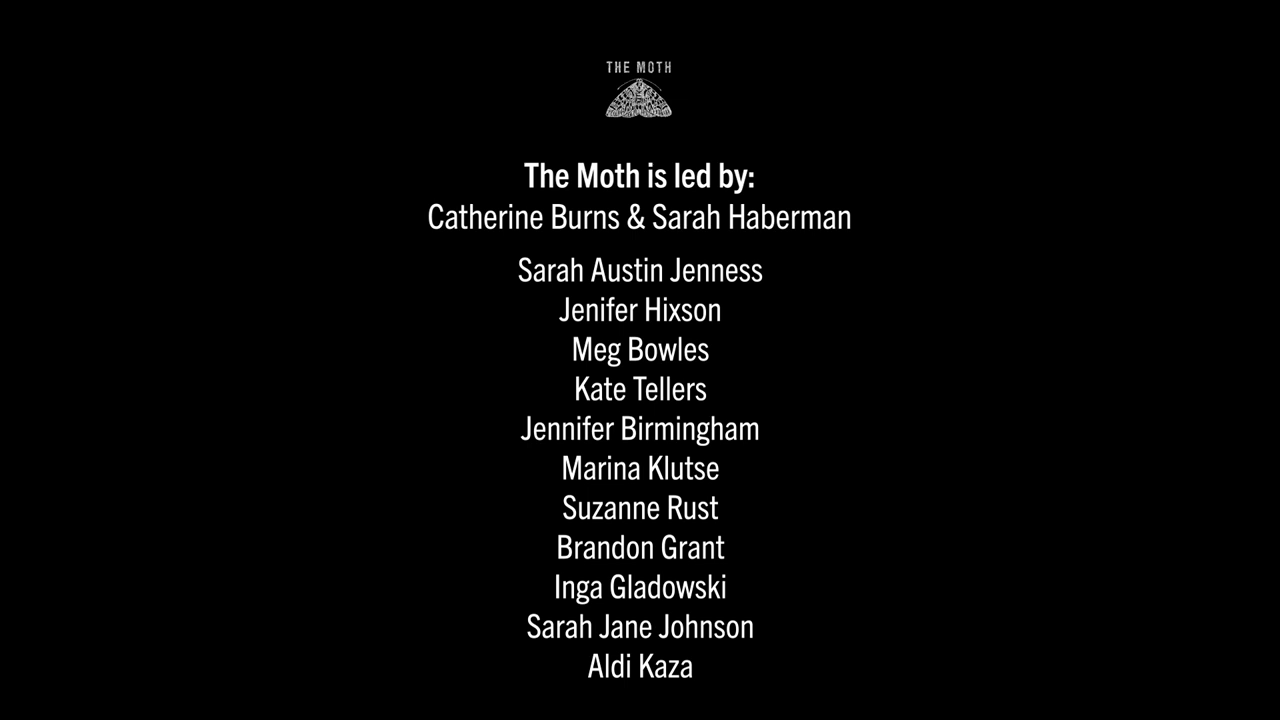 THE MOTH
The Moth is led by:
Catherine Burns & Sarah Haberman
Sarah Austin Jenness
Jenifer Hixson
Meg Bowles
Kate Tellers
Jennifer Birmingham
Marina Klutse
Suzanne Rust
Brandon Grant
Inga Gladowski
Sarah Jane Johnson
Aldi Kaza